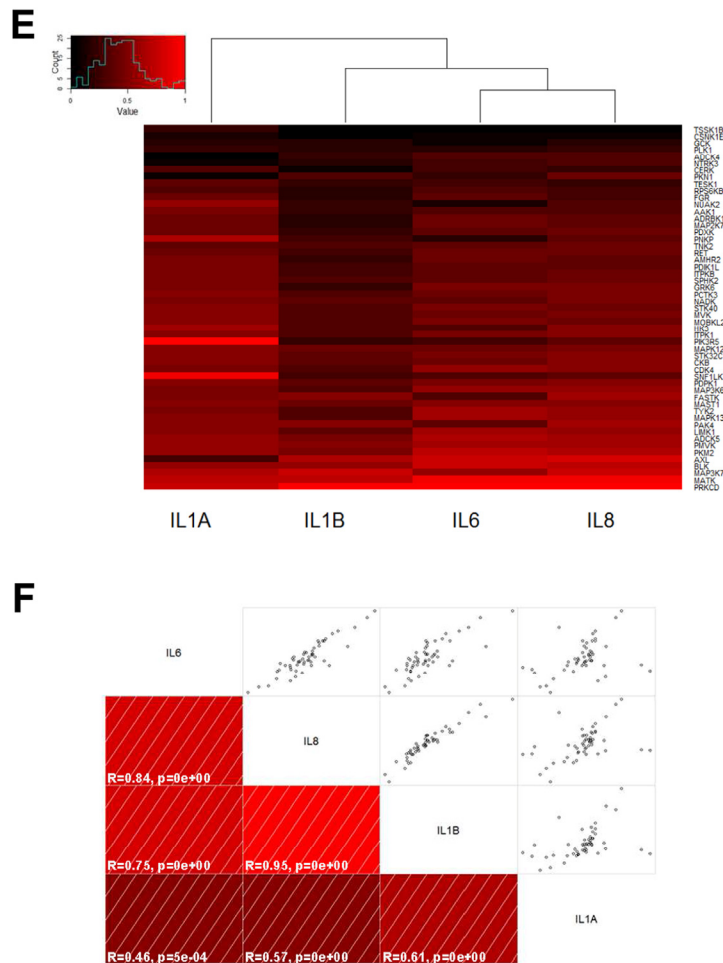 E
Count
25
15
0 5
0 0.5 1
Value
TSSK1B
CSNK1E
GCK
PLK1
ADCK4
NTRK3
CERK
PKN1
TESK1
RPS6KB
FGR
NUAK2
AAK1
ADRBK1
MAP2K7
PDXK
PNKP
TNK2
RET
AMHR2
PDIK1L
ITPKB
SPHK2
GRK6
PCTK3
NADK
STK40
MVK
MOBKL2
ITPK1
PIK3R5
MAPK12
STK32C
CKB
CDK4
SNF1LK
PDPK1
MAP3K6
FASTK
MAST1
TYK2
MAPK13
PAK4
LIMK1
ADCK5
PMVK
PKM2
AXL
BLK
MAP3K7
MATK
PRKCD
IL1A IL1B IL6 IL8
F
IL6
IL8
R=0.84, p=0e+00
IL1B
R=0.75, p=0e+00 R=0.95, p=0e+00
IL1A
R=0.46, p=5e-04 R=0.57, p=0e+00 R=0.61, p=0e+00